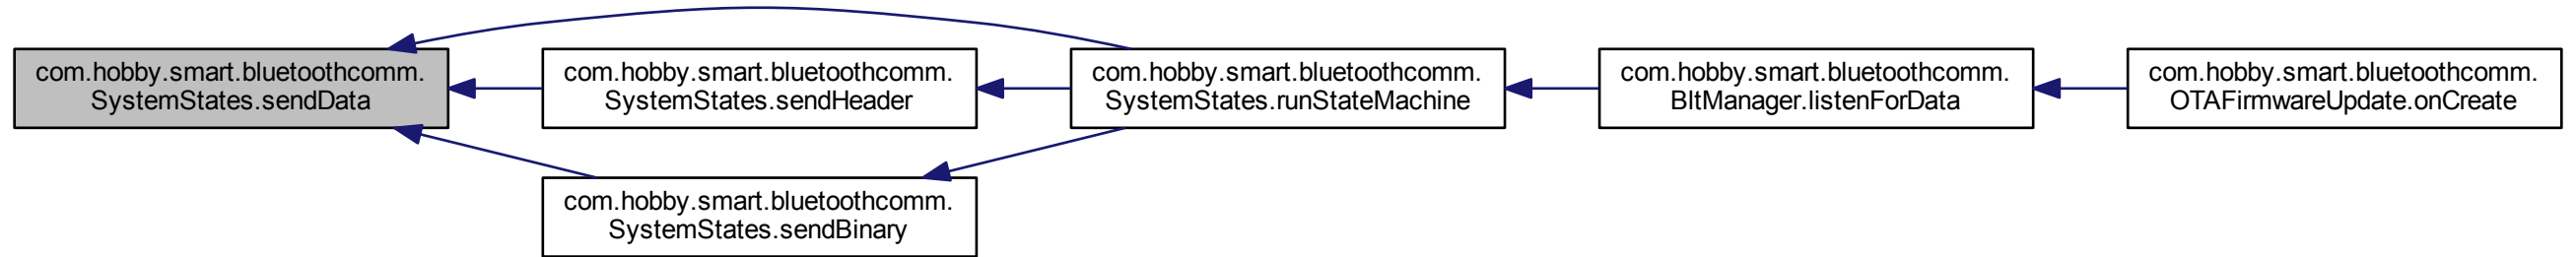 com.hobby.smart.bluetoothcomm.
SystemStates.sendData
com.hobby.smart.bluetoothcomm.
SystemStates.sendHeader
com.hobby.smart.bluetoothcomm.
SystemStates.sendBinary
com.hobby.smart.bluetoothcomm.
SystemStates.runStateMachine
com.hobby.smart.bluetoothcomm.
BltManager.listenForData
com.hobby.smart.bluetoothcomm.
OTAFirmwareUpdate.onCreate